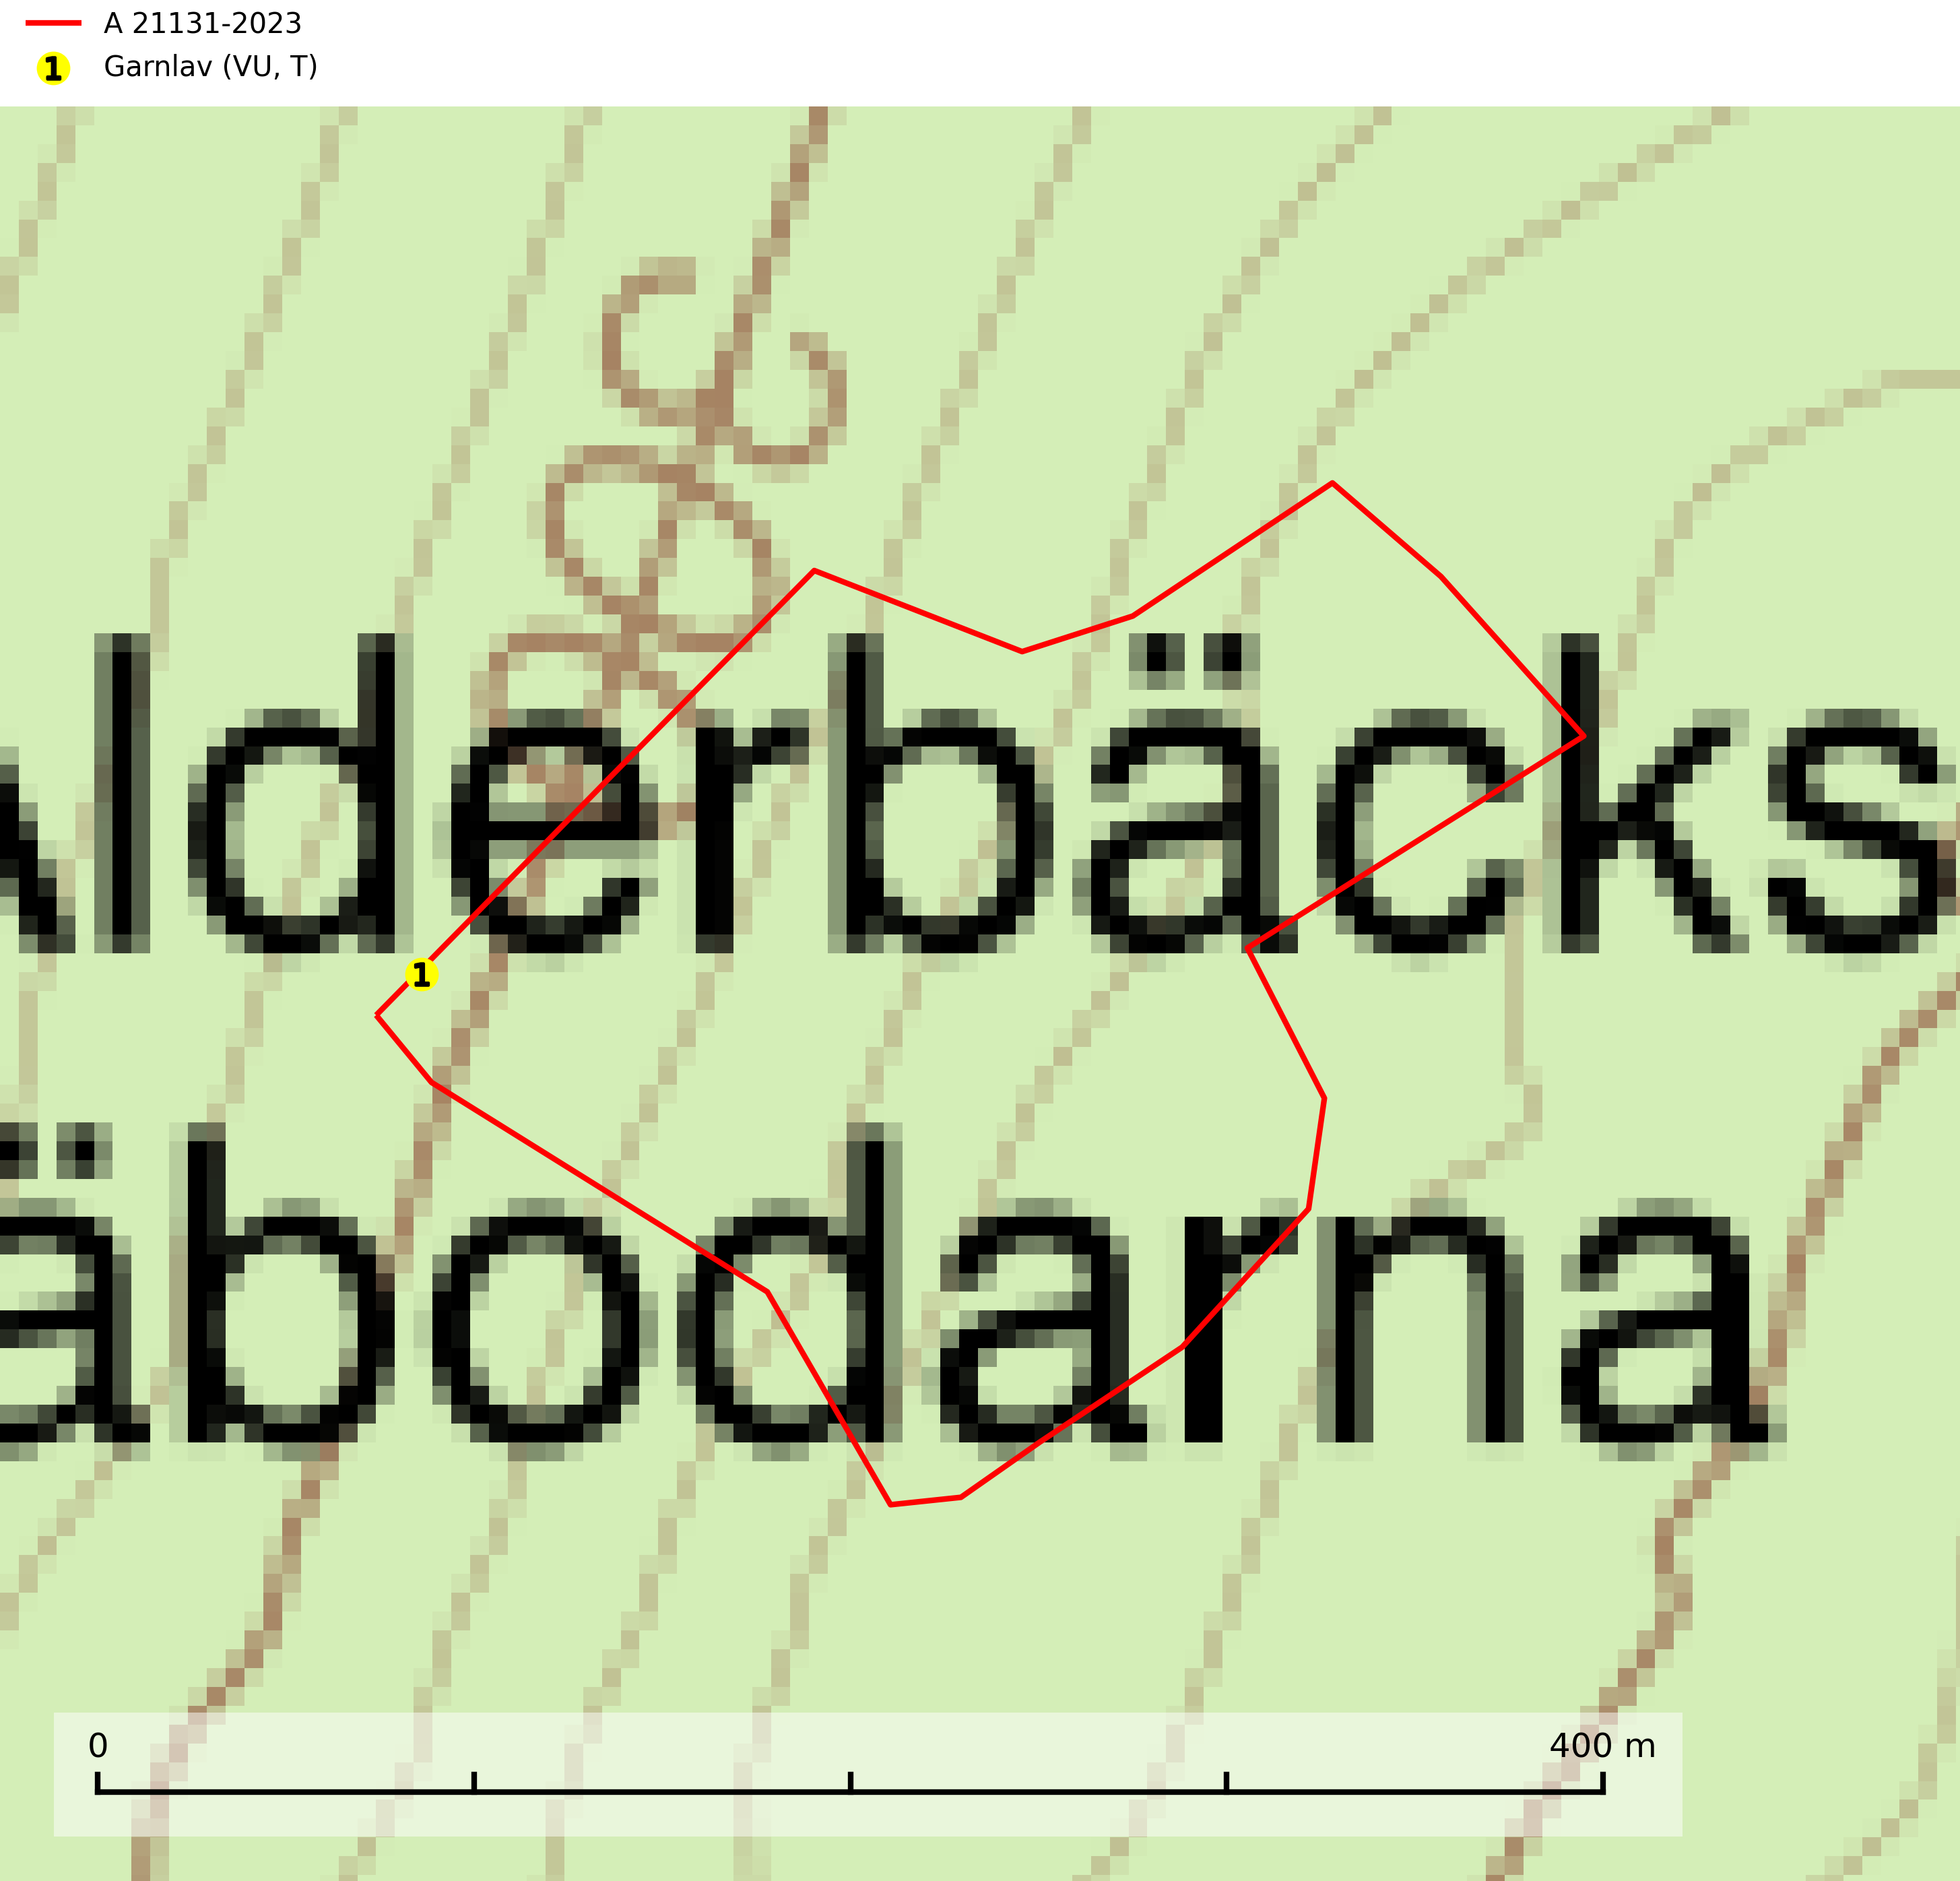 A 21131-2023
1 Garnlav (VU, T)
lderbäcks
1
äbodarna
0 400 m